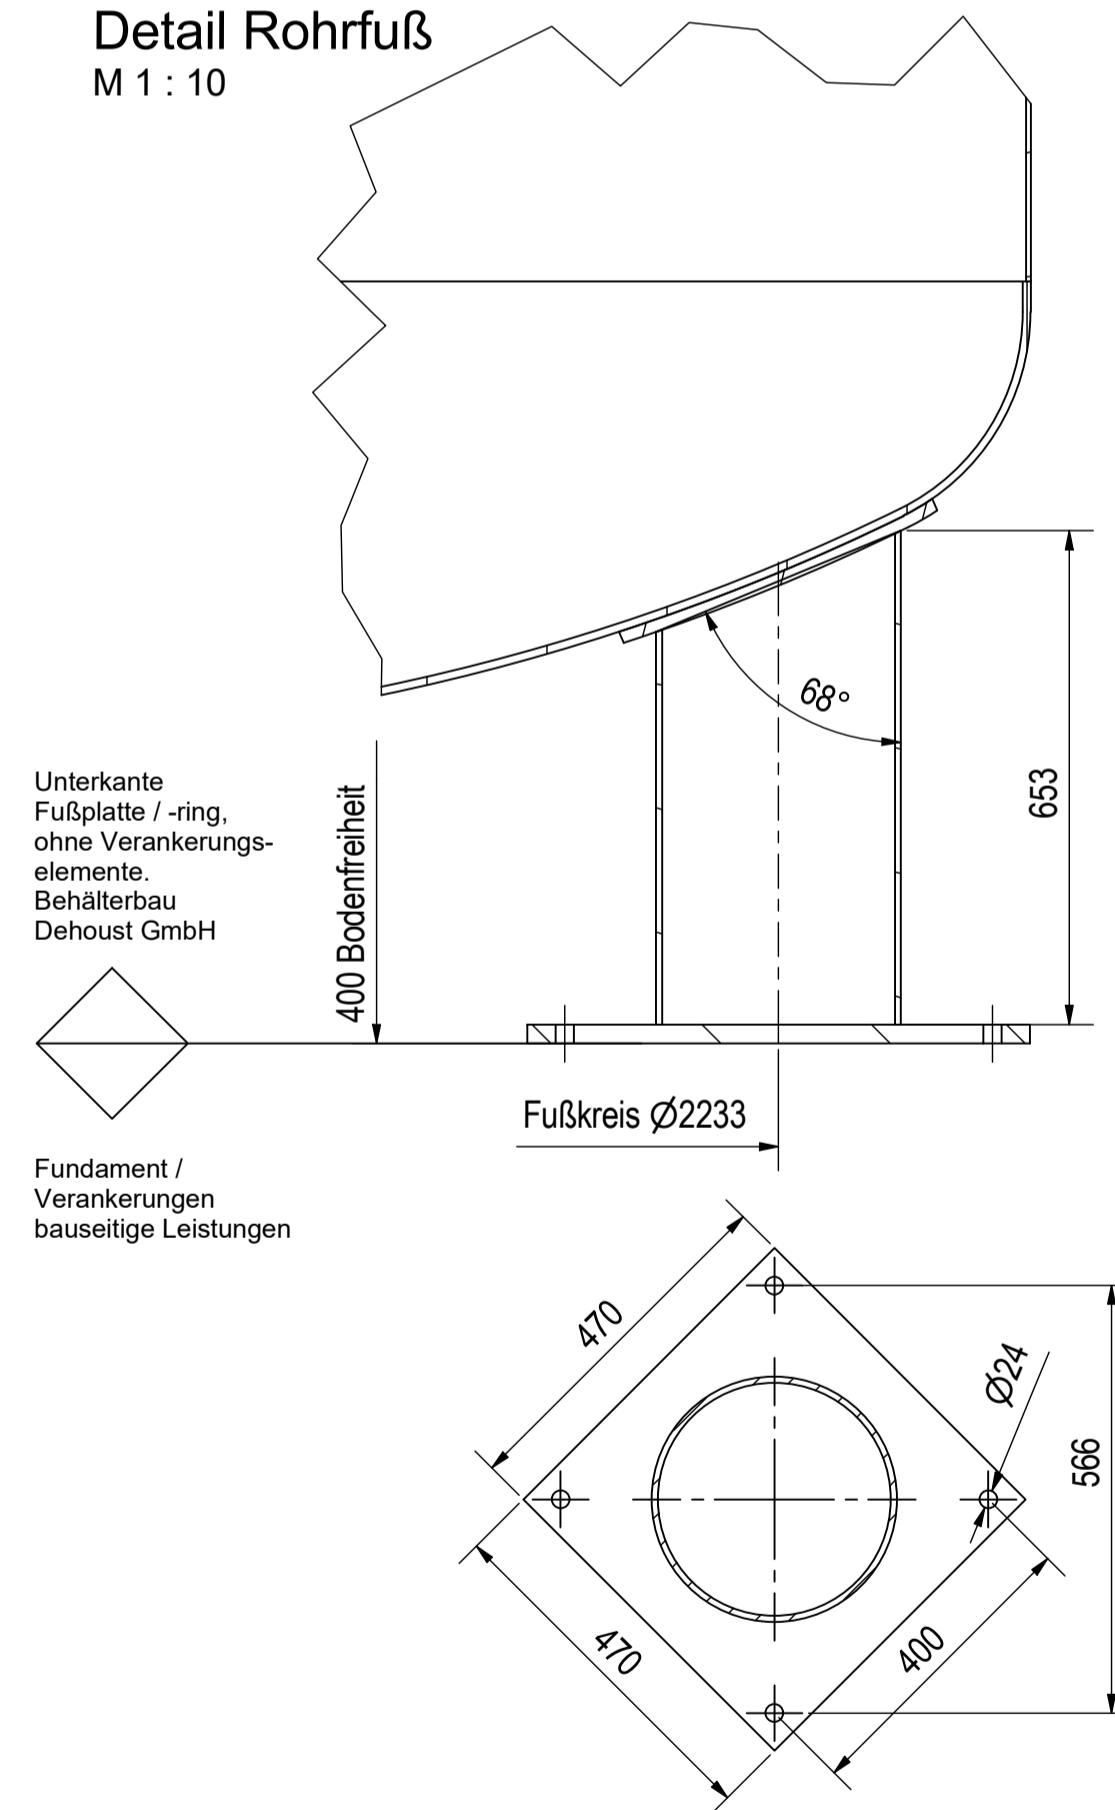 Detail Rohrfuß
M 1 : 10
68°
653
Unterkante
Fußplatte / -ring,
ohne Verankerungs-
elemente.
Behälterbau
Dehoust GmbH
400 Bodenfreiheit
Fußkreis Ø2233
Fundament /
Verankerungen
bauseitige Leistungen
470
Ø24
566
470
400